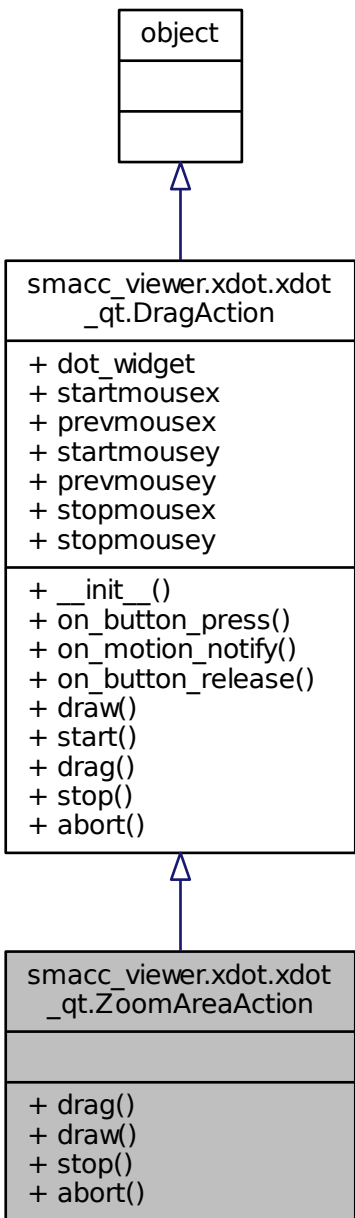 object
smacc_viewer.xdot.xdot
_qt.DragAction
+ dot_widget
+ startmousex
+ prevmousex
+ startmousey
+ prevmousey
+ stopmousex
+ stopmousey
+ __init__()
+ on_button_press()
+ on_motion_notify()
+ on_button_release()
+ draw()
+ start()
+ drag()
+ stop()
+ abort()
smacc_viewer.xdot.xdot
_qt.ZoomAreaAction
+ drag()
+ draw()
+ stop()
+ abort()